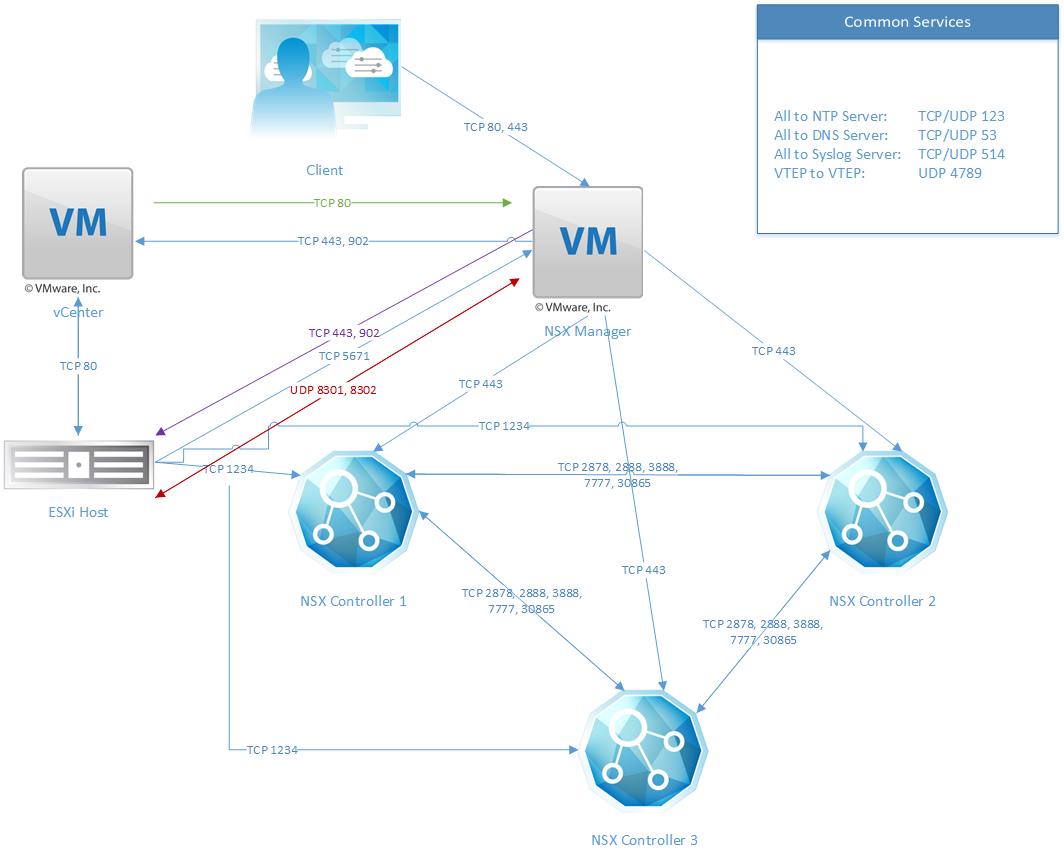 Common Services
All to NTP Server: TCP/UDP 123
All to DNS Server: TCP/UDP 53
All to Syslog Server: TCP/UDP 514
VTEP to VTEP: UDP 4789
TCP 80, 443
Client
VM
© VMware, Inc.
vCenter
TCP 80
TCP 443, 902
VM
© VMware, Inc.
NSX Manager
TCP 443, 902
TCP 5671
UDP 8301, 8302
TCP 80
TCP 443
TCP 443
TCP 1234
TCP 1234
ESXi Host
TCP 2878, 2888, 3888,
7777, 30865
NSX Controller 1
NSX Controller 2
TCP 443
TCP 2878, 2888, 3888,
7777, 30865
TCP 2878, 2888, 3888,
7777, 30865
TCP 1234
NSX Controller 3